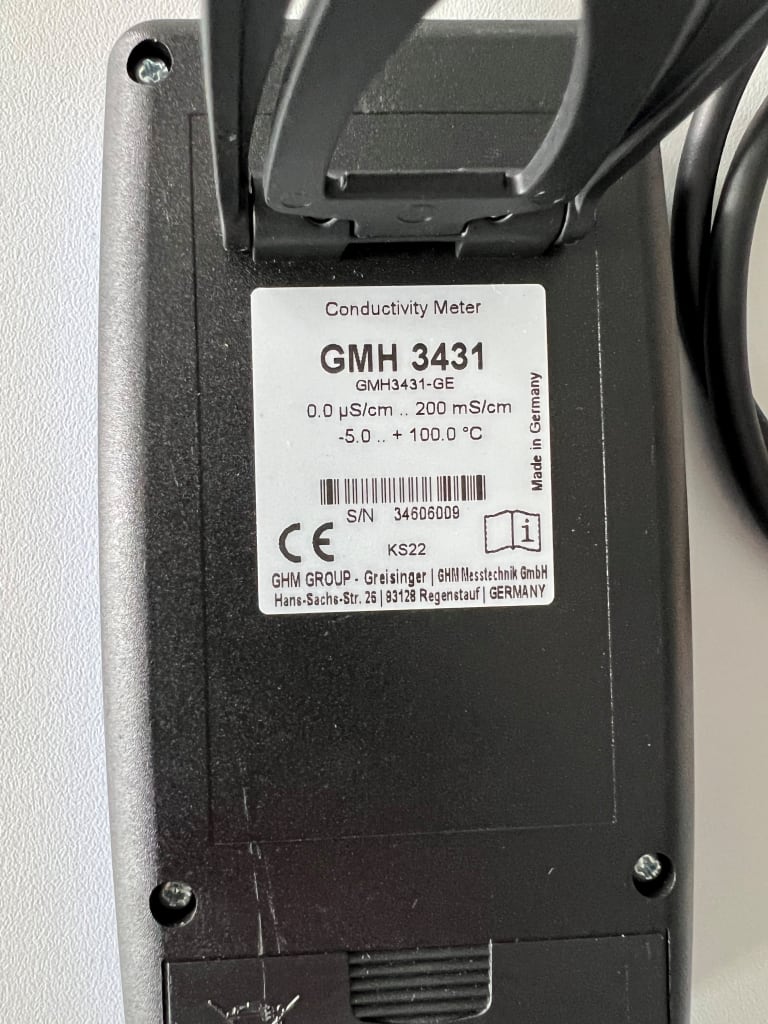 Conductivity Meter
GMH 3431
GMH3431-GE
0.0 µS/cm .. 200 mS/cm
-5.0 .. + 100.0 °C
Made in Germany
S/N 34606009
CE
KS22
i
GHM GROUP - Greisinger | GHM Messtechnik GmbH
Hans-Sachs-Str. 26 | 93128 Regenstauf | GERMANY